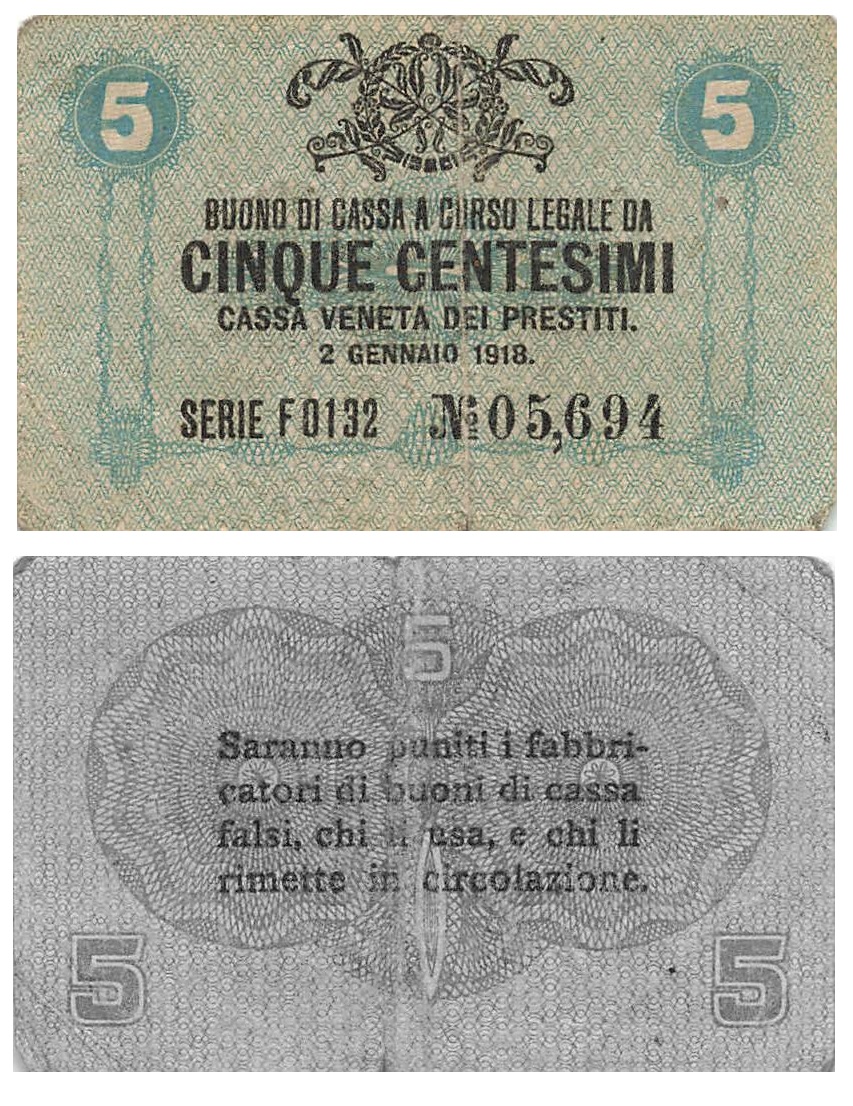 5 5
BUONO DI CASSA A CORSO LEGALE DA
CINQUE CENTESIMI
CASSA VENETA DEI PRESTITI.
2 GENNAIO 1918.
SERIE F 0132 № 05,694
5
Saranno puniti i fabbri-
catori di buoni di cassa
falsi, chi li usa, e chi li
rimette in circolazione.
5 5